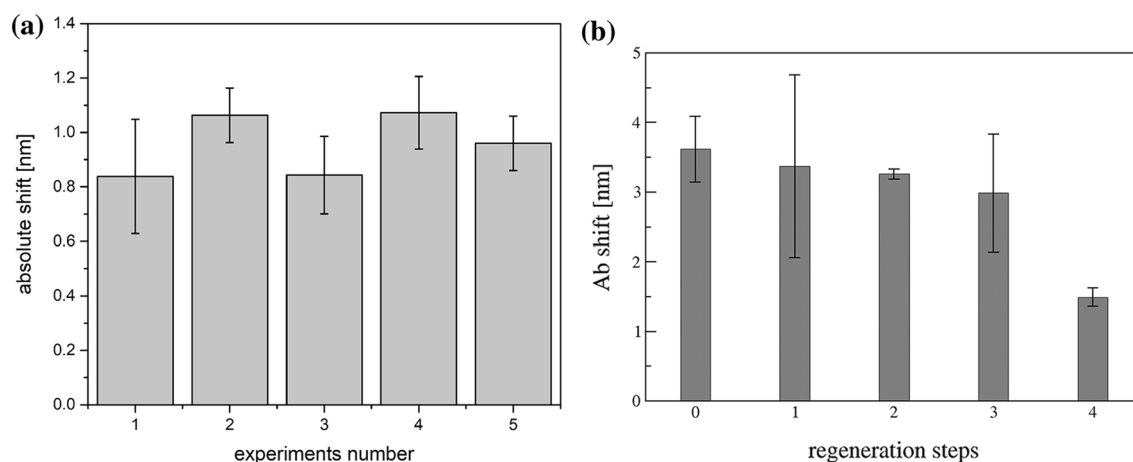 (a)
absolute shift [nm]
1.4
1.2
1.0
0.8
0.6
0.4
0.2
0.0
1 2 3 4 5
experiments number
(b)
Ab shift [nm]
5
4
3
2
1
0
0 1 2 3 4
regeneration steps